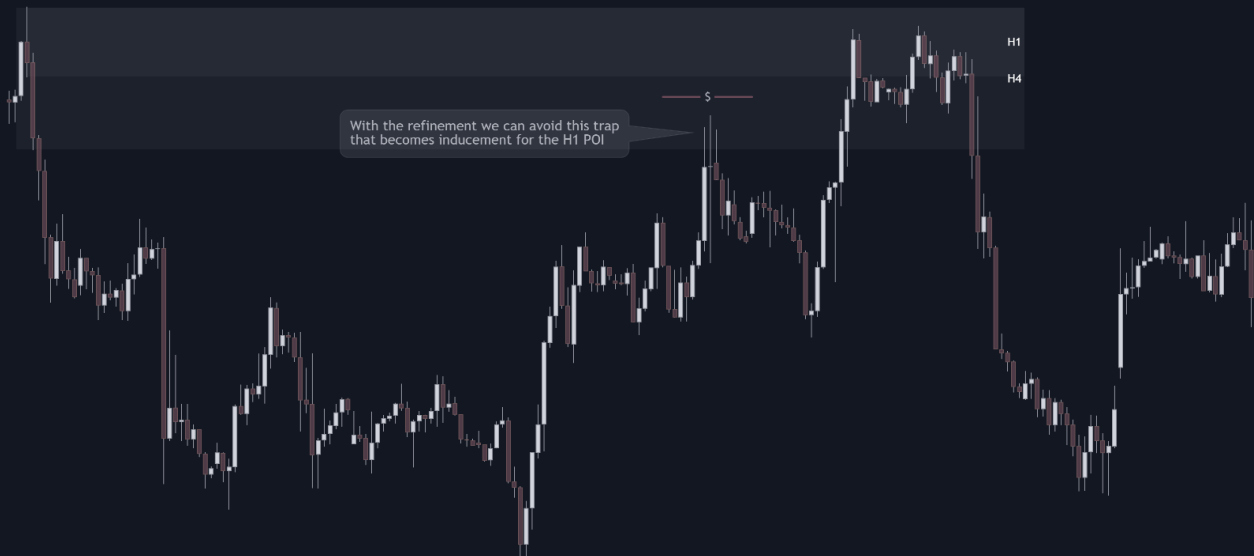 H1
H4
$
With the refinement we can avoid this trap
that becomes inducement for the H1 POI